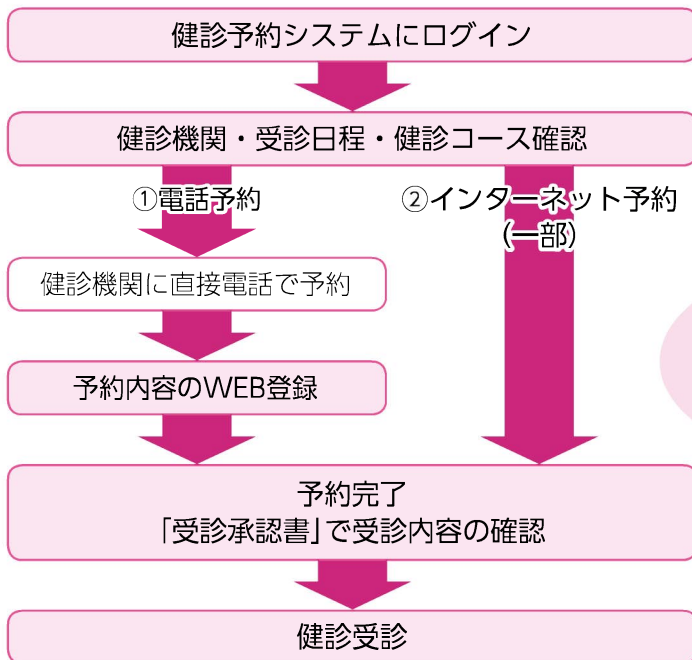 健診予約システムにログイン
健診機関・受診日程・健診コース確認
①電話予約
②インターネット予約
（一部）
健診機関に直接電話で予約
予約内容のWEB登録
予約完了
「受診承認書」で受診内容の確認
健診受診